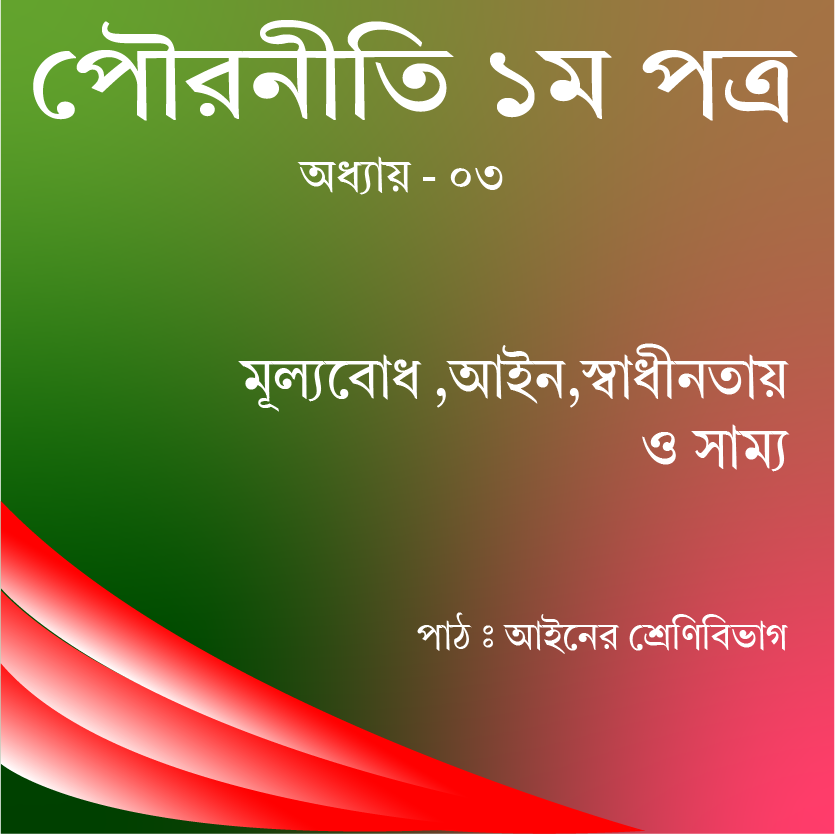 পৌরনীতি ১ম পত্র
অধ্যায় - ০৩
মূল্যবোধ ,আইন,স্বাধীনতায়
ও সাম্য
পাঠ ঃ আইনের শ্রেণিবিভাগ